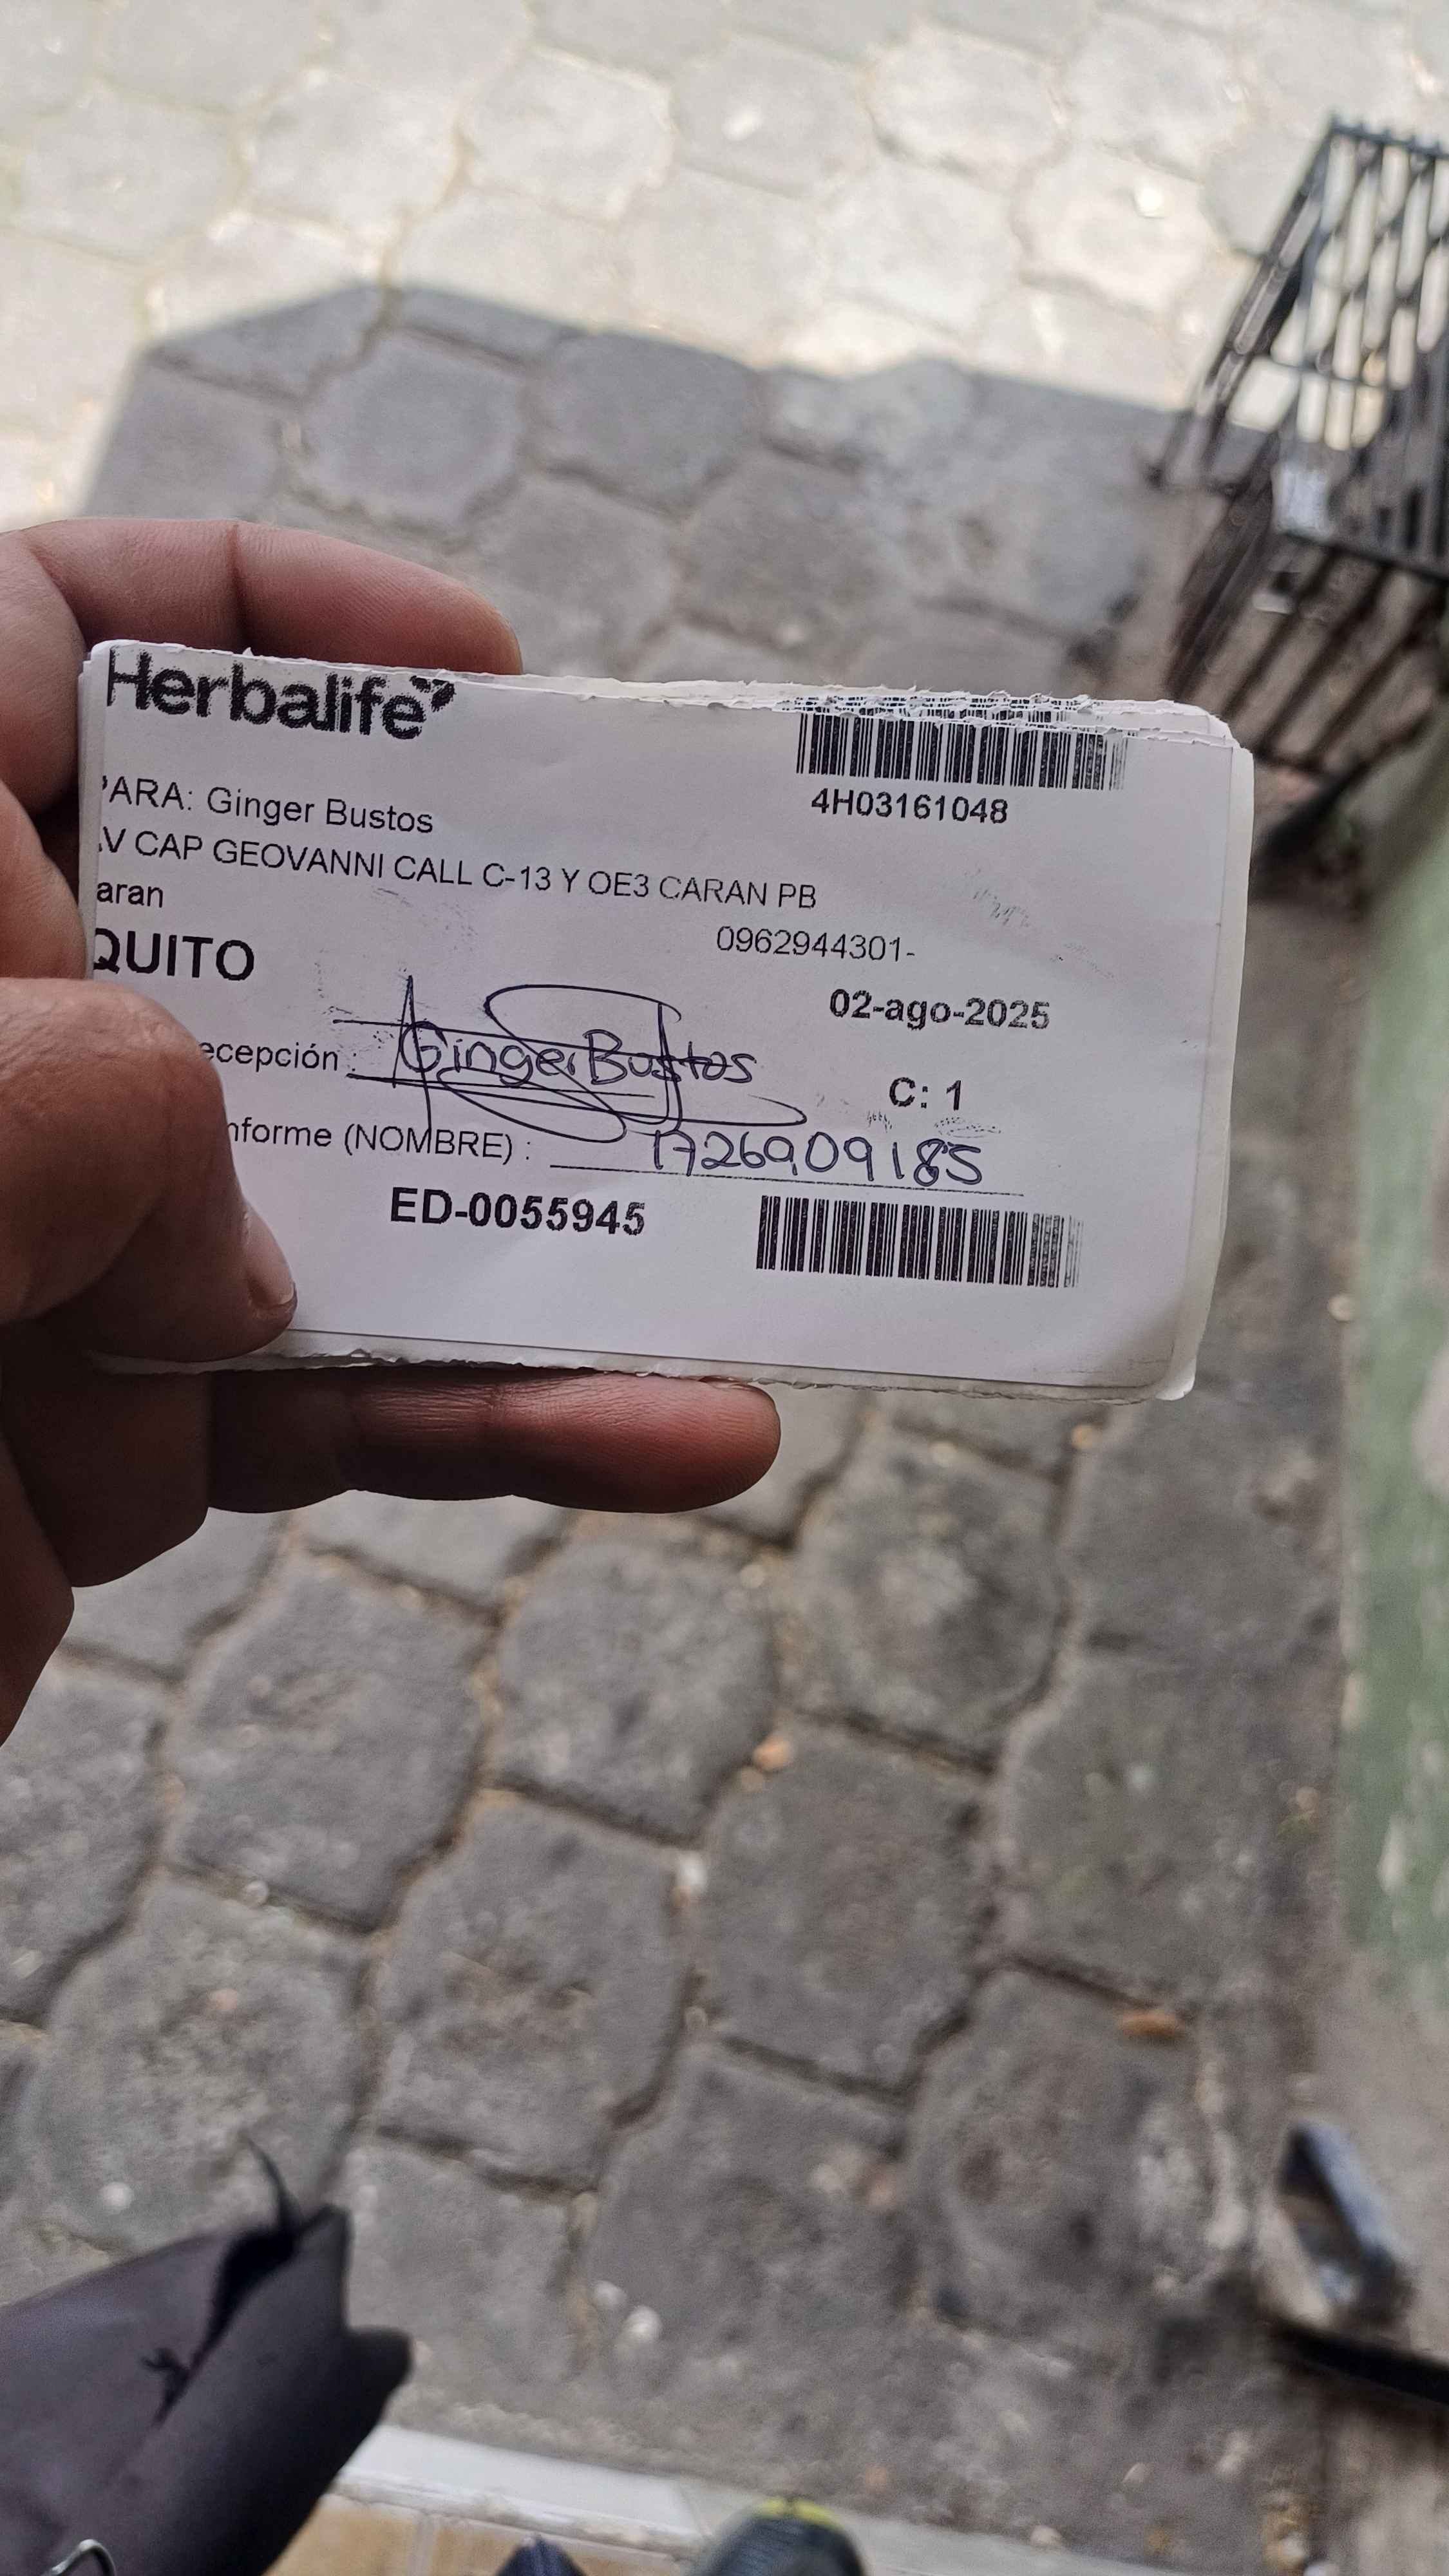 Herbalife
4H03161048
PARA: Ginger Bustos
AV CAP GEOVANNI CALL C-13 Y OE3 CARAN PB
aran
0962944301-
QUITO
02-ago-2025
ecepción : Ginger Bustos
C: 1
nforme (NOMBRE) : 1726909185
ED-0055945